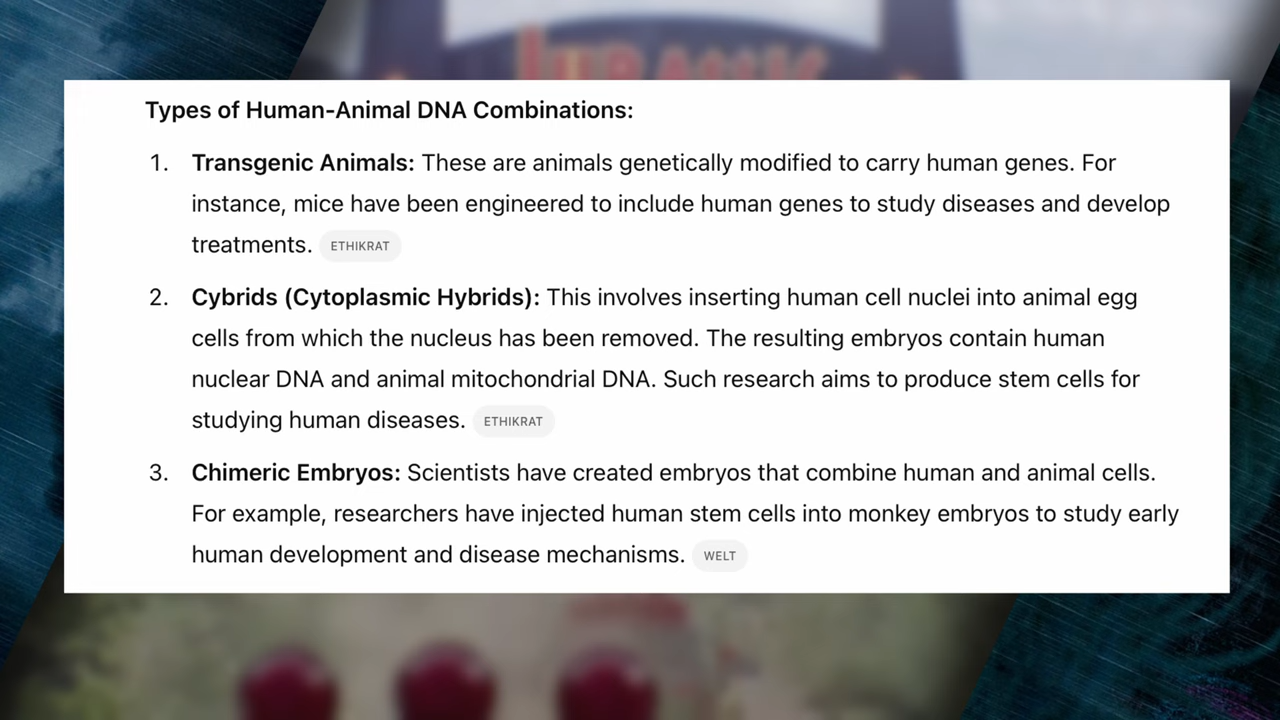 JURASSIC
Types of Human-Animal DNA Combinations:
1. Transgenic Animals: These are animals genetically modified to carry human genes. For
instance, mice have been engineered to include human genes to study diseases and develop
treatments. ETHIKRAT
2. Cybrids (Cytoplasmic Hybrids): This involves inserting human cell nuclei into animal egg
cells from which the nucleus has been removed. The resulting embryos contain human
nuclear DNA and animal mitochondrial DNA. Such research aims to produce stem cells for
studying human diseases. ETHIKRAT
3. Chimeric Embryos: Scientists have created embryos that combine human and animal cells.
For example, researchers have injected human stem cells into monkey embryos to study early
human development and disease mechanisms. WELT